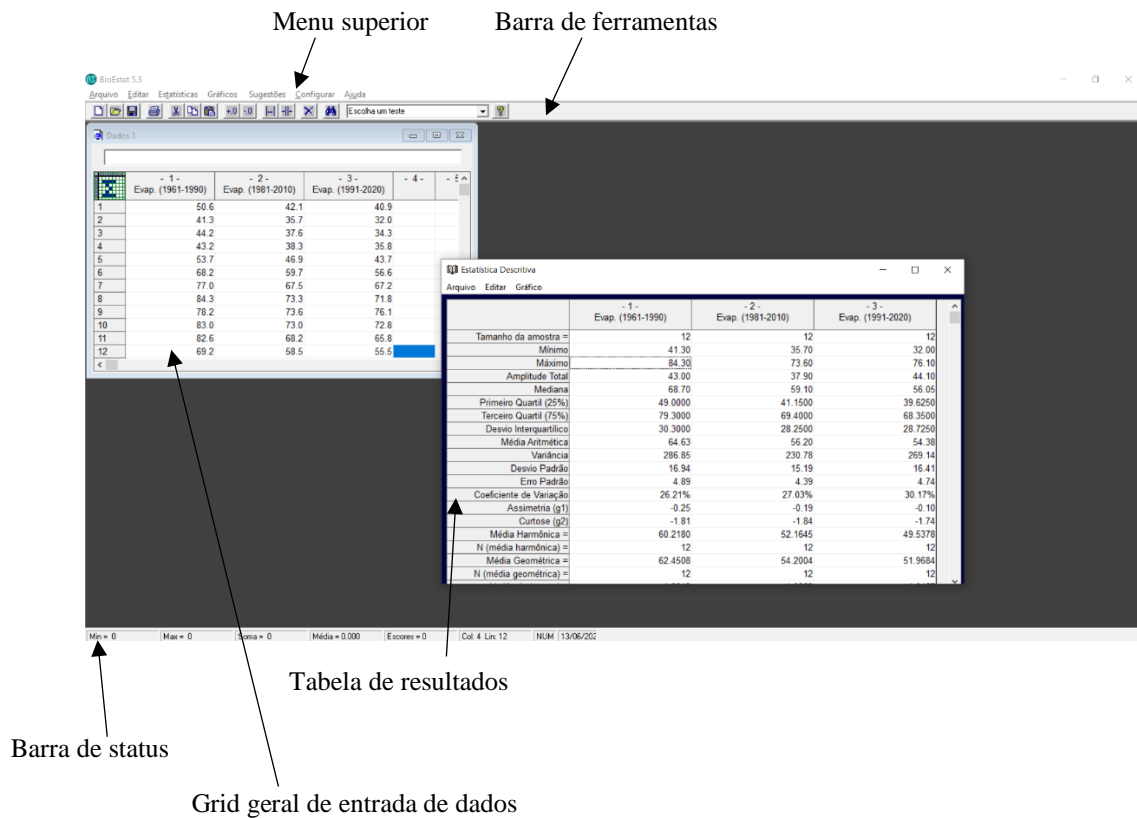 Menu superior Barra de ferramentas
BioEstat 5.3
Arquivo Editar Estatísticas Gráficos Sugestões Configurar Ajuda
Escolha um teste
Dados 1
- 1 - - 2 - - 3 - - 4 -
Evap. (1961-1990) Evap. (1981-2010) Evap. (1991-2020)
1 50.6 42.1 40.9
2 41.3 35.7 32.0
3 44.2 37.6 34.3
4 43.2 38.3 35.8
5 53.7 46.9 43.7
6 68.2 59.7 56.6
7 77.0 67.5 67.2
8 84.3 73.3 71.8
9 78.2 73.6 76.1
10 83.0 73.0 72.8
11 82.6 68.2 65.8
12 69.2 58.5 55.5
Estatística Descritiva
Arquivo Editar Gráfico
- 1 - - 2 - - 3 -
Evap. (1961-1990) Evap. (1981-2010) Evap. (1991-2020)
Tamanho da amostra = 12 12 12
Mínimo 41.30 35.70 32.00
Máximo 84.30 73.60 76.10
Amplitude Total 43.00 37.90 44.10
Mediana 68.70 59.10 56.05
Primeiro Quartil (25%) 49.0000 41.1500 39.6250
Terceiro Quartil (75%) 79.3000 69.4000 68.3500
Desvio Interquartílico 30.3000 28.2500 28.7250
Média Aritmética 64.63 56.20 54.38
Variância 286.85 230.78 269.14
Desvio Padrão 16.94 15.19 16.41
Erro Padrão 4.89 4.39 4.74
Coeficiente de Variação 26.21% 27.03% 30.17%
Assimetria (g1) -0.25 -0.19 -0.10
Curtose (g2) -1.81 -1.84 -1.74
Média Harmônica = 60.2180 52.1645 49.5378
N (média harmônica) = 12 12 12
Média Geométrica = 62.4508 54.2004 51.9684
N (média geométrica) = 12 12 12
Min = 0 Max = 0 Soma = 0 Média = 0.000 Escores = 0 Col: 4 Lin: 12 NUM 13/06/202
Tabela de resultados
Barra de status
Grid geral de entrada de dados